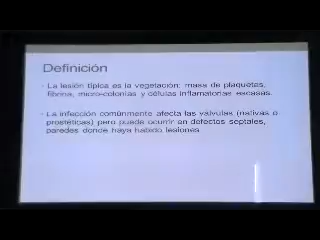 Definición
· La lesión típica es la vegetación: masa de plaquetas,
fibrina, micro-colonias y células inflamatorias escasas.
· La infección comúnmente afecta las válvulas (nativas o
prostéticas) pero puede ocurrir en defectos septales,
paredes donde haya habido lesiones